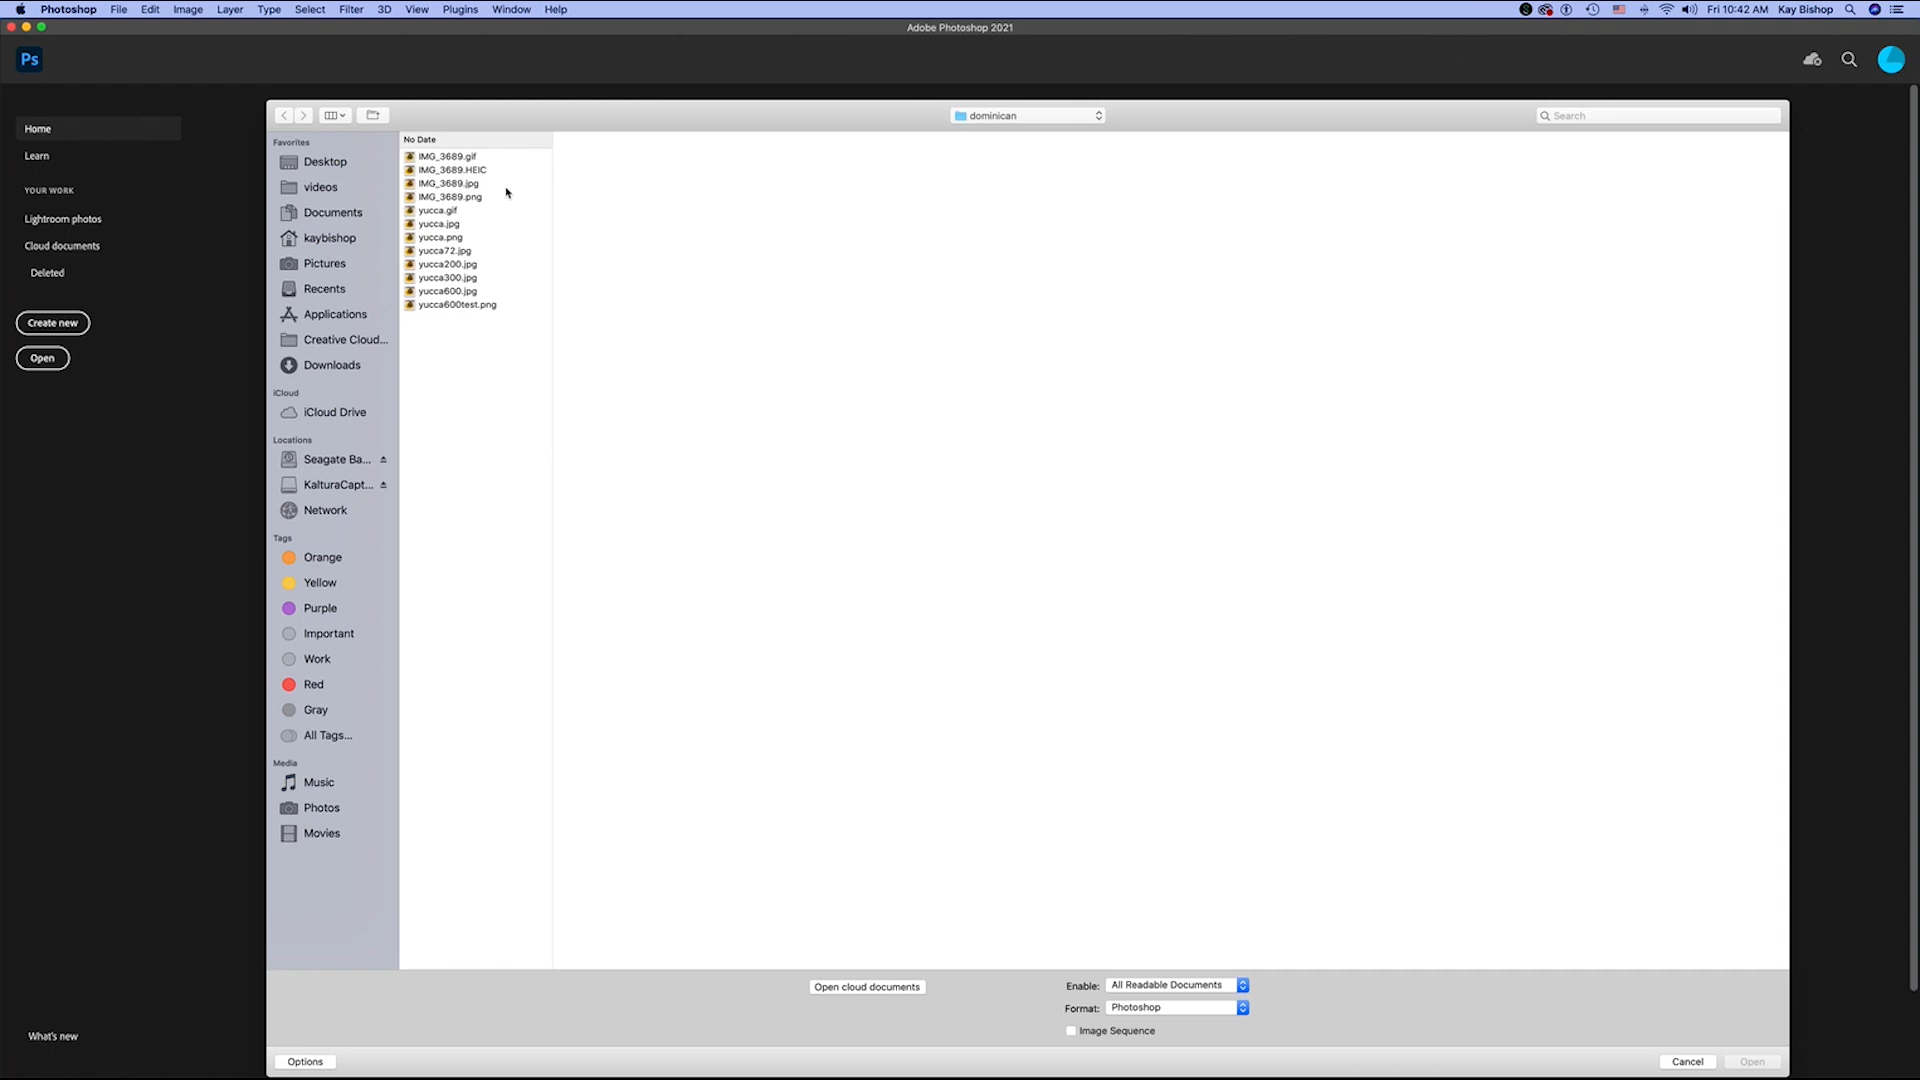 Photoshop File Edit Image Layer Type Select Filter 3D View Plugins Window Help Fri 10:42 AM Kay Bishop
Adobe Photoshop 2021
Ps
Home
Learn
YOUR WORK
Lightroom photos
Cloud documents
Deleted
Create new
Open
What's new
dominican
Search
Favorites
Desktop
videos
Documents
kaybishop
Pictures
Recents
Applications
Creative Cloud...
Downloads
iCloud
iCloud Drive
Locations
Seagate Ba...
KalturaCapt...
Network
Tags
Orange
Yellow
Purple
Important
Work
Red
Gray
All Tags...
Media
Music
Photos
Movies
No Date
IMG_3689.gif
IMG_3689.HEIC
IMG_3689.jpg
IMG_3689.png
yucca.gif
yucca.jpg
yucca.png
yucca72.jpg
yucca200.jpg
yucca300.jpg
yucca600.jpg
yucca600test.png
Open cloud documents
Enable: All Readable Documents
Format: Photoshop
Image Sequence
Options
Cancel Open